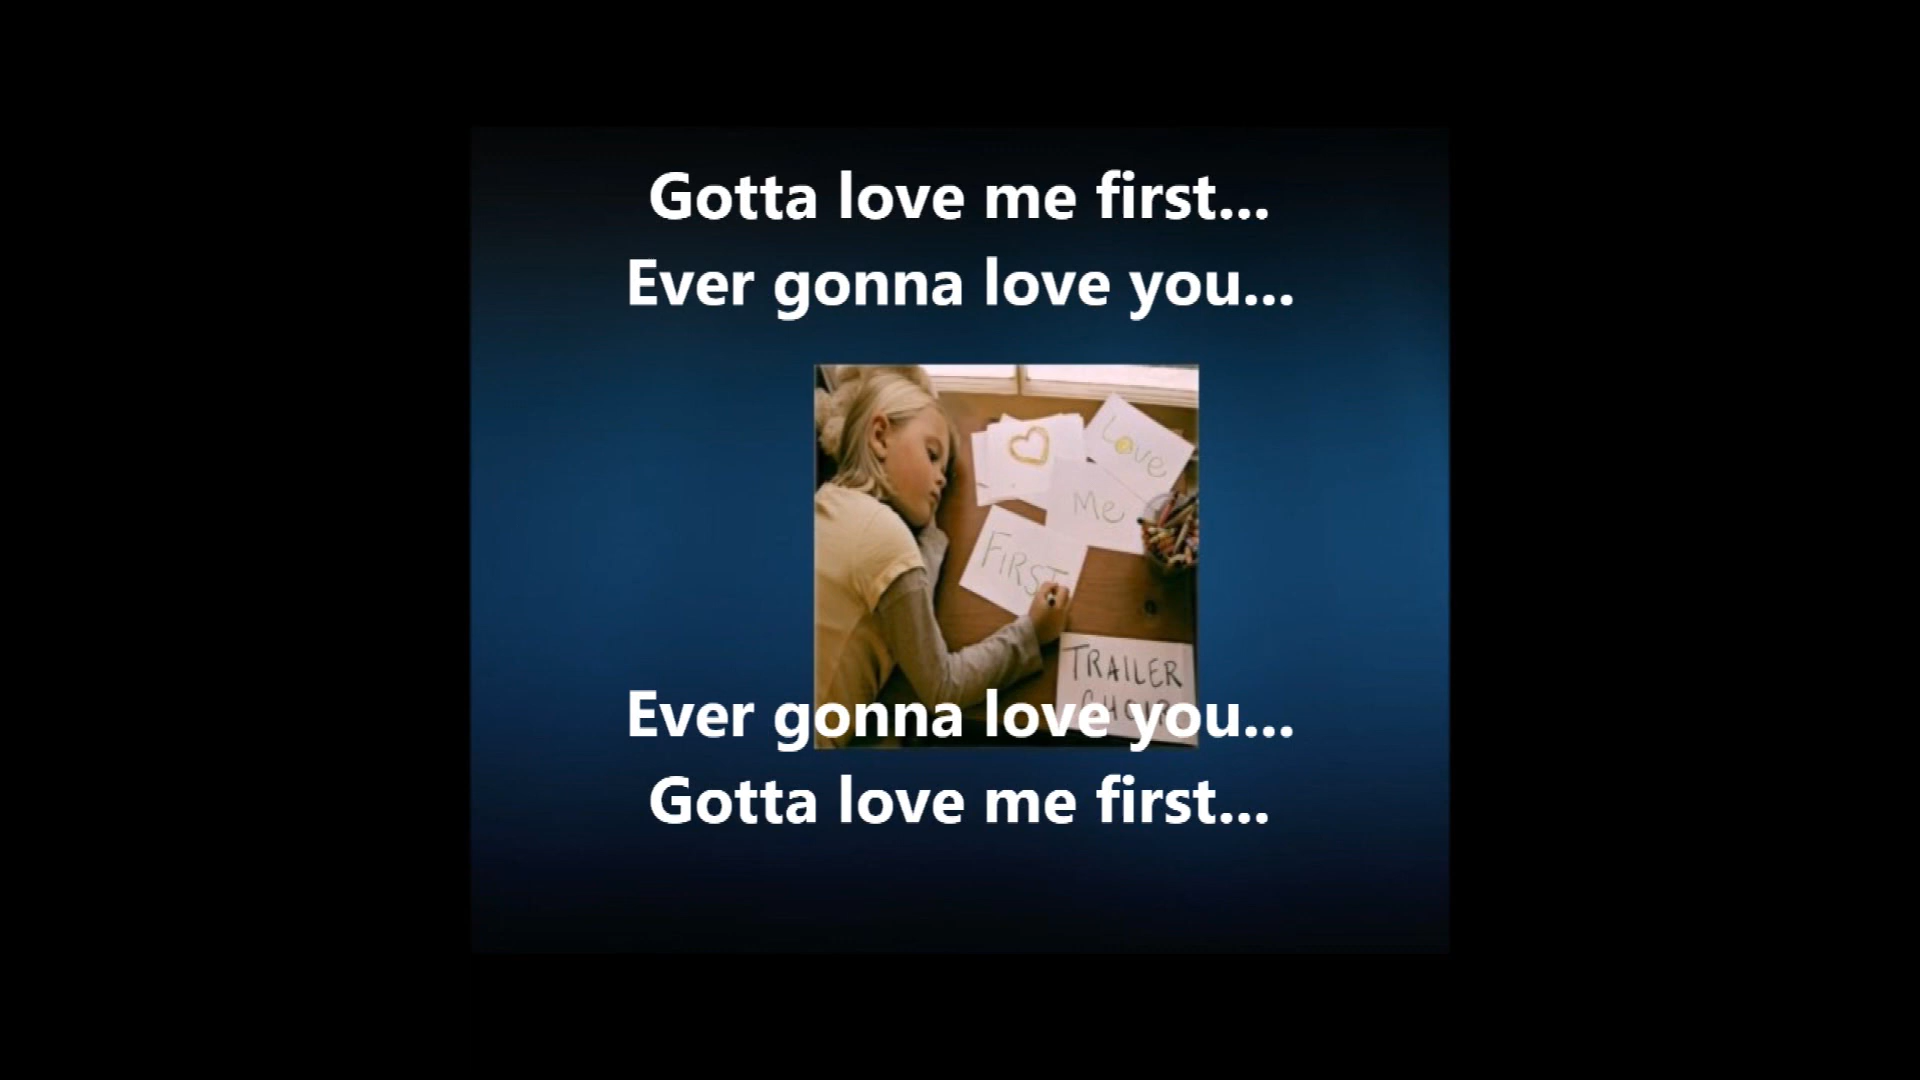 Gotta love me first...
Ever gonna love you...
Love
Me
FIRST
TRAILER
CHOIR
Ever gonna love you...
Gotta love me first...